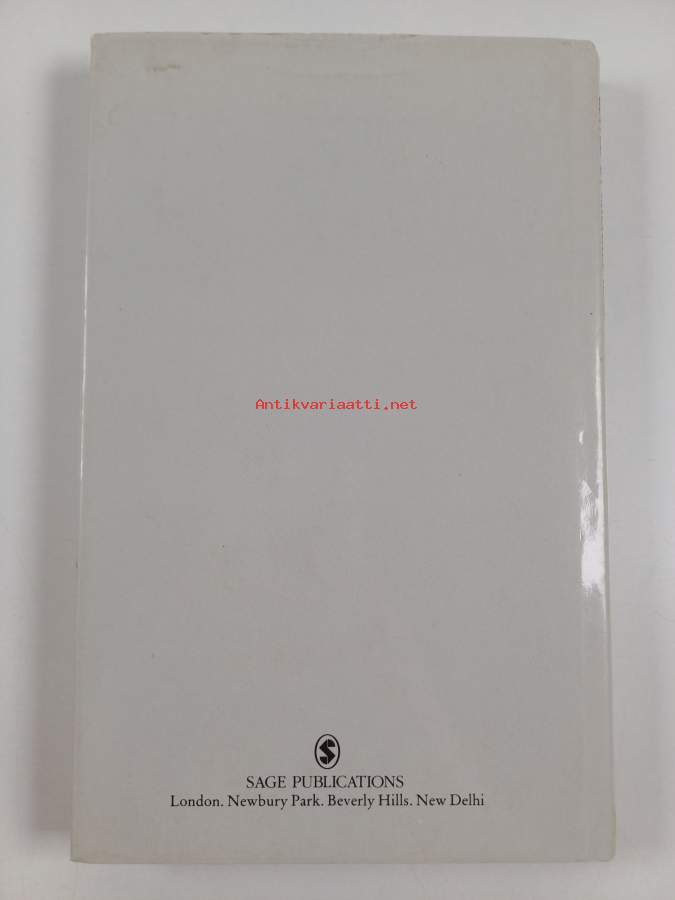 Antikvariaatti.net
S
SAGE PUBLICATIONS
London. Newbury Park. Beverly Hills. New Delhi